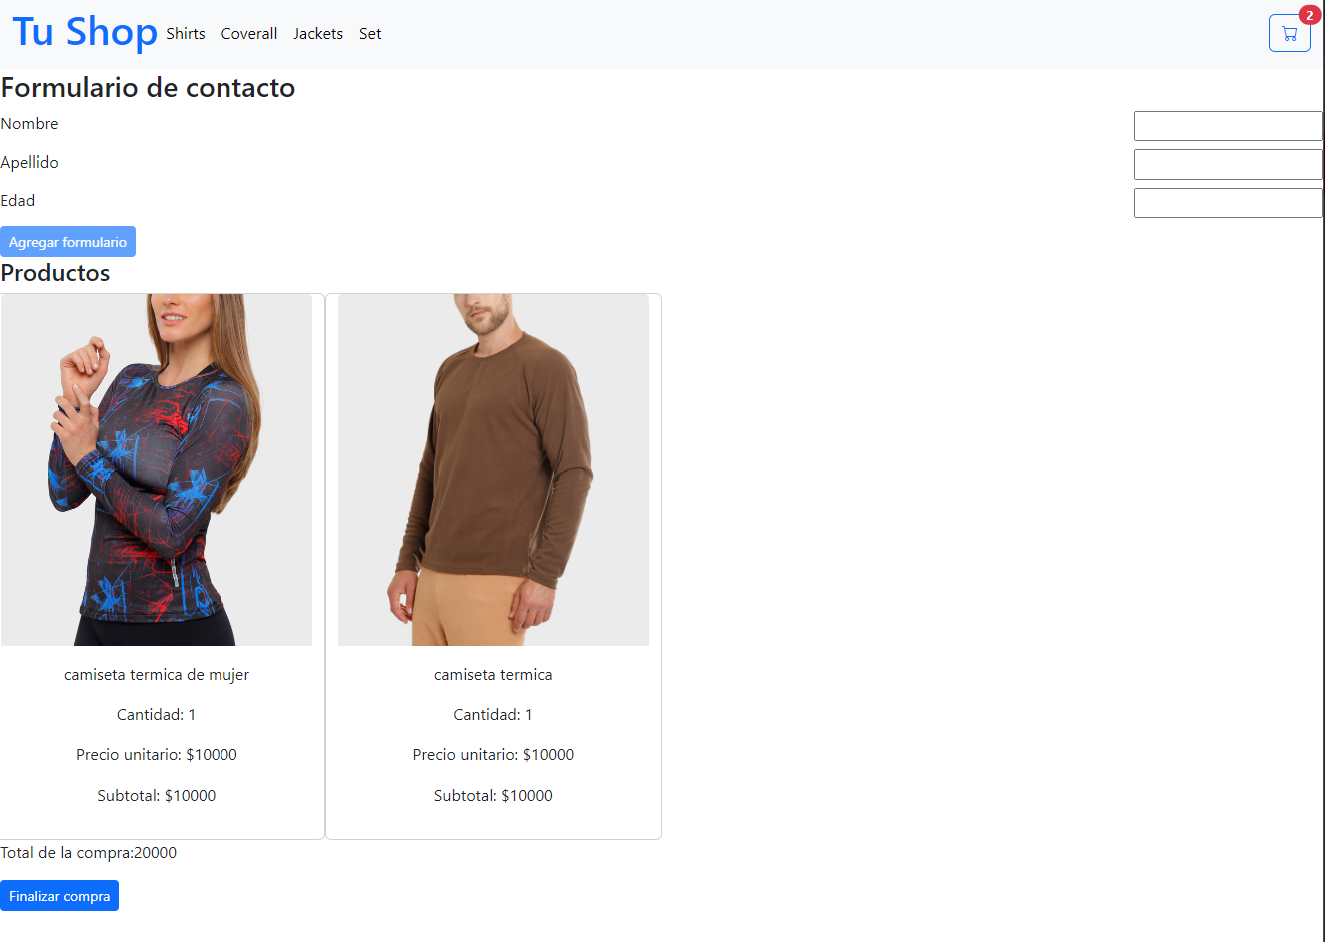 Tu Shop Shirts Coverall Jackets Set 2
Formulario de contacto
Nombre
Apellido
Edad
Agregar formulario
Productos
camiseta termica de mujer
Cantidad: 1
Precio unitario: $10000
Subtotal: $10000
camiseta termica
Cantidad: 1
Precio unitario: $10000
Subtotal: $10000
Total de la compra:20000
Finalizar compra